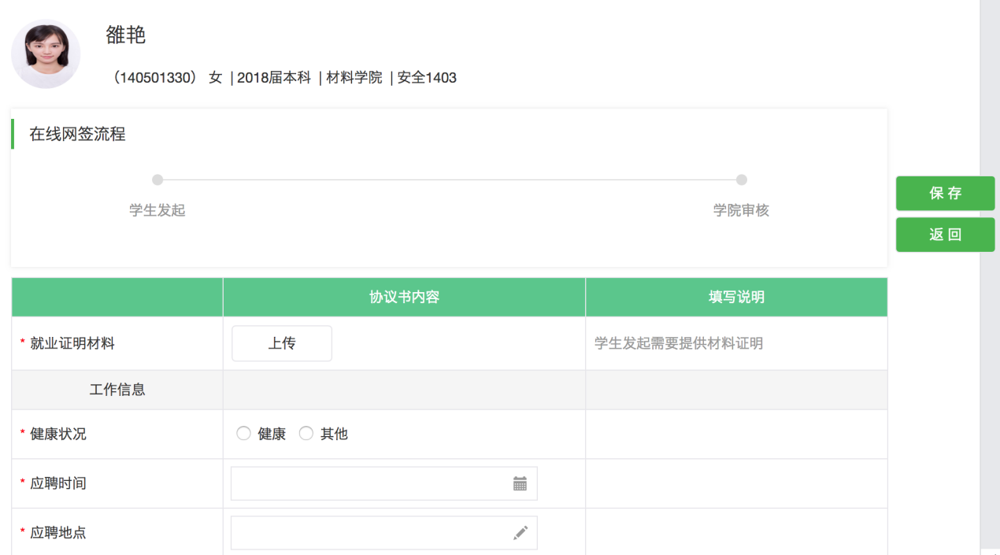 雒艳
（140501330） 女 | 2018届本科 | 材料学院 | 安全1403
在线网签流程
学生发起 学院审核
保 存
返 回
协议书内容 填写说明
* 就业证明材料 上传 学生发起需要提供材料证明
工作信息
* 健康状况 健康 其他
* 应聘时间
* 应聘地点